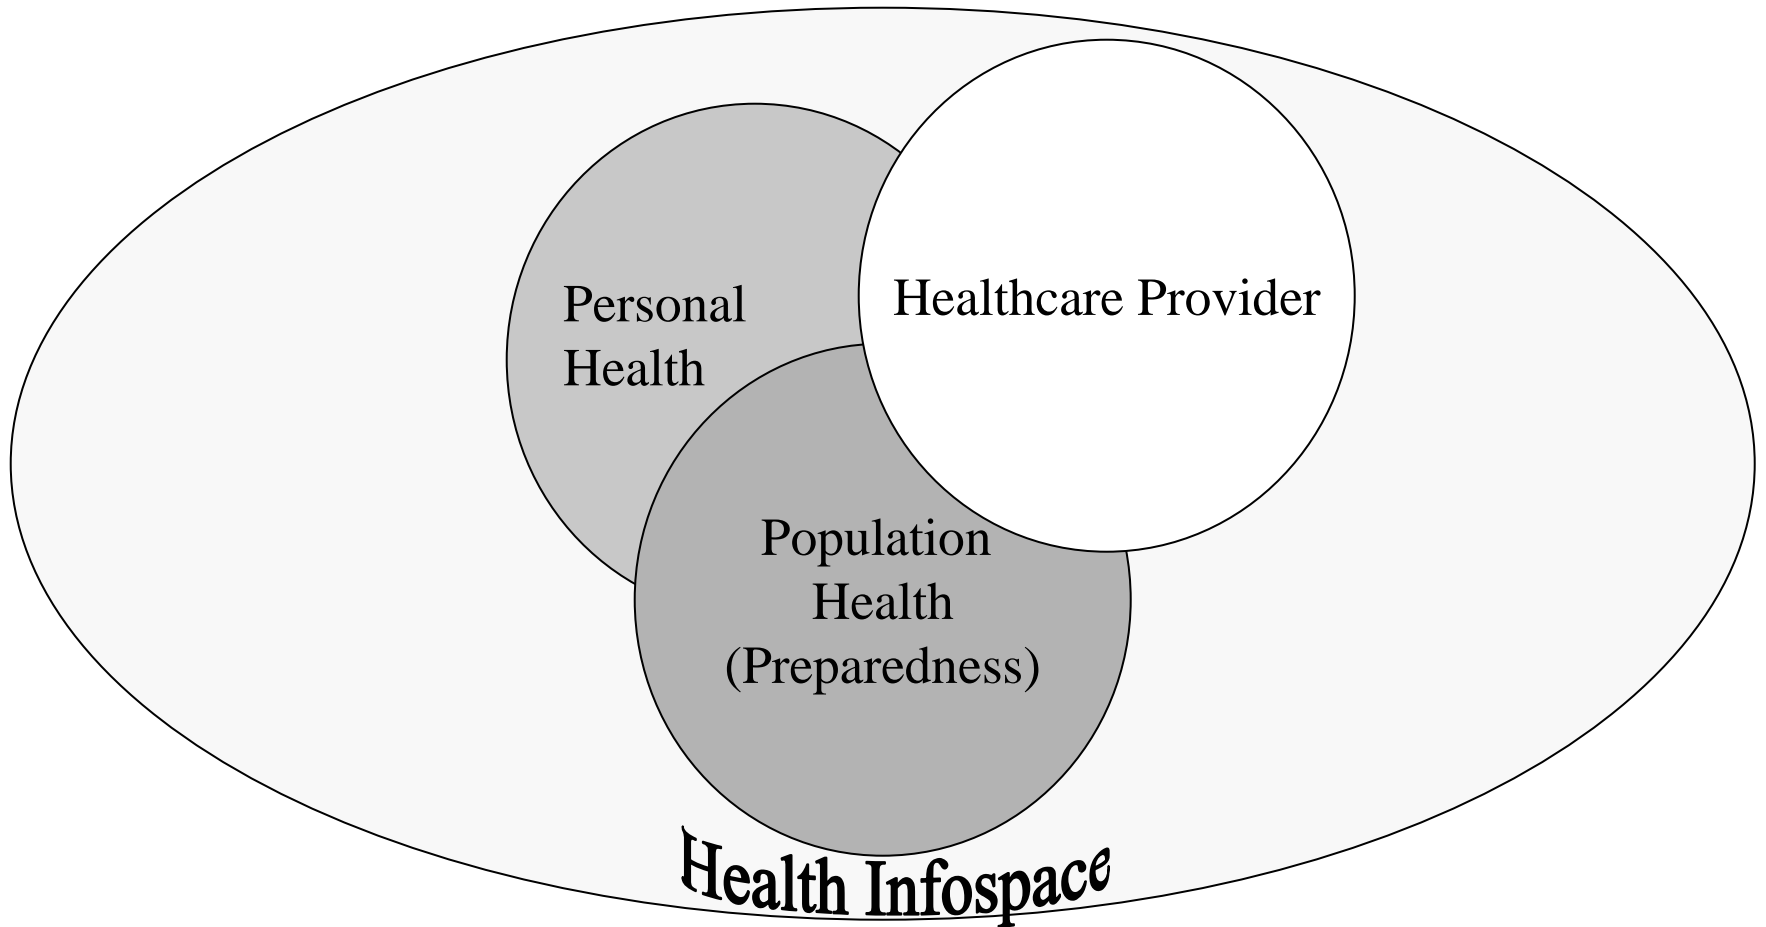 Personal
Health
Healthcare Provider
Population
Health
(Preparedness)
Health Infospace